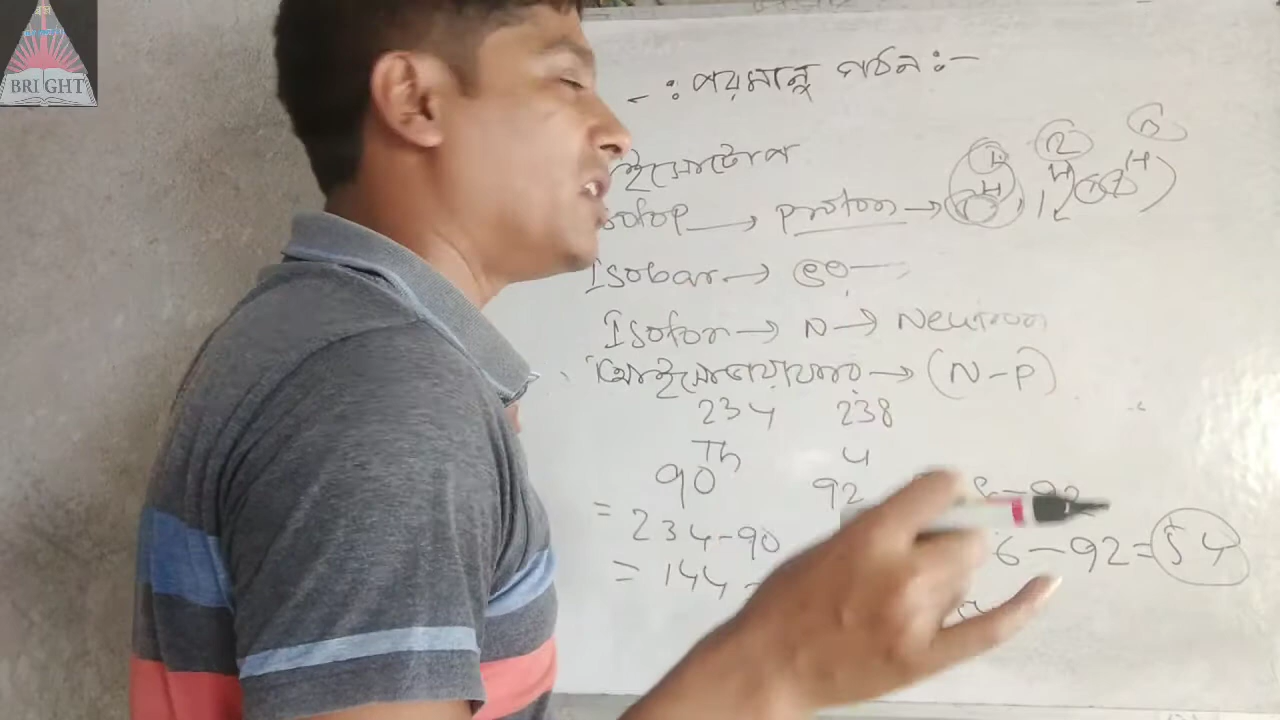 BRIGHT
-: পরমানু গঠন :-
আইসোটোপ
Isotop → proton →
Isobar → ভর
Isoton → N → Neutron
আইসোডায়াফার → (N-P)
234 238
Th U
90 92
= 234-90 6-92=54
= 144